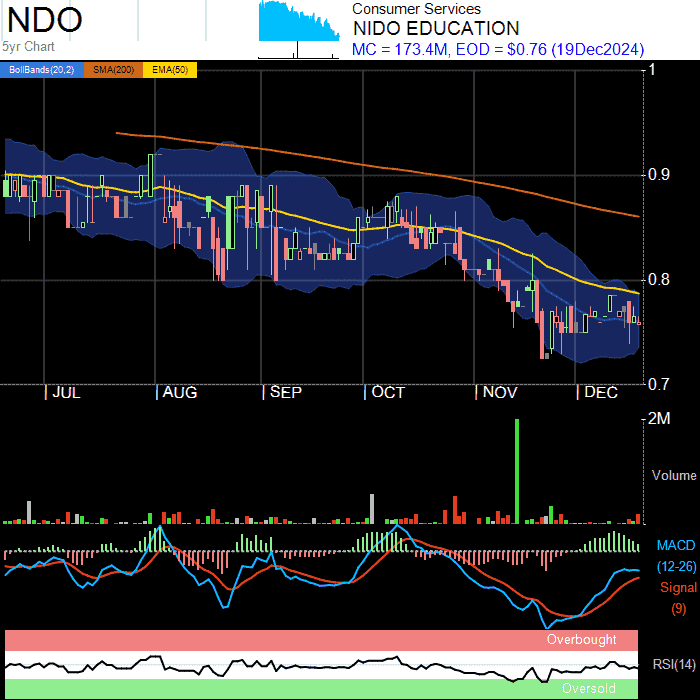 NDO
5yr Chart
Consumer Services
NIDO EDUCATION
MC = 173.4M, EOD = $0.76 (19Dec2024)
BollBands(20,2) SMA(200) EMA(50)
1
0.9
0.8
0.7
| JUL | AUG | SEP | OCT | NOV | DEC
2M
Volume
MACD
(12-26)
Signal
(9)
Overbought
RSI(14)
Oversold